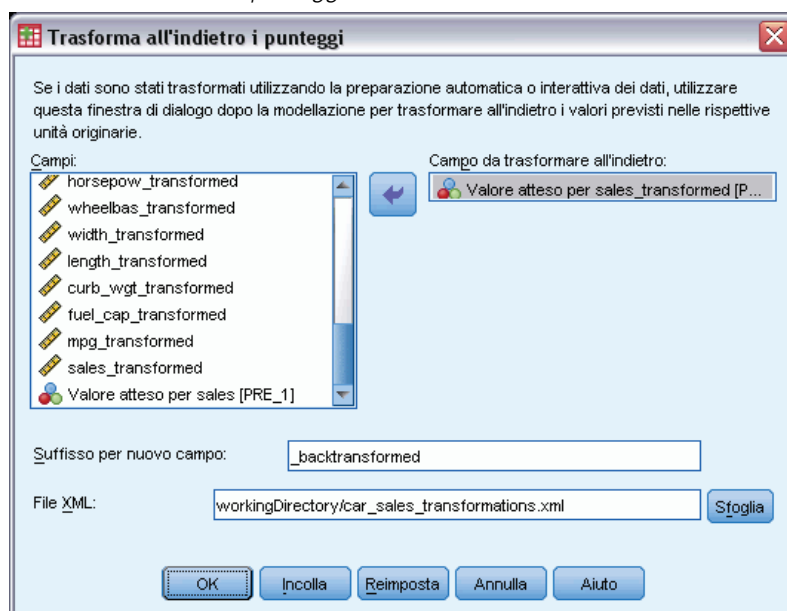 punteggi
Trasforma all'indietro i punteggi
Se i dati sono stati trasformati utilizzando la preparazione automatica o interattiva dei dati, utilizzare
questa finestra di dialogo dopo la modellazione per trasformare all'indietro i valori previsti nelle rispettive
unità originarie.
Campi:
horsepow_transformed
wheelbas_transformed
width_transformed
length_transformed
curb_wgt_transformed
fuel_cap_transformed
mpg_transformed
sales_transformed
Valore atteso per sales [PRE_1]
Campo da trasformare all'indietro:
Valore atteso per sales_transformed [P...
Suffisso per nuovo campo:
_backtransformed
File XML:
workingDirectory/car_sales_transformations.xml
Sfoglia
OK
Incolla
Reimposta
Annulla
Aiuto